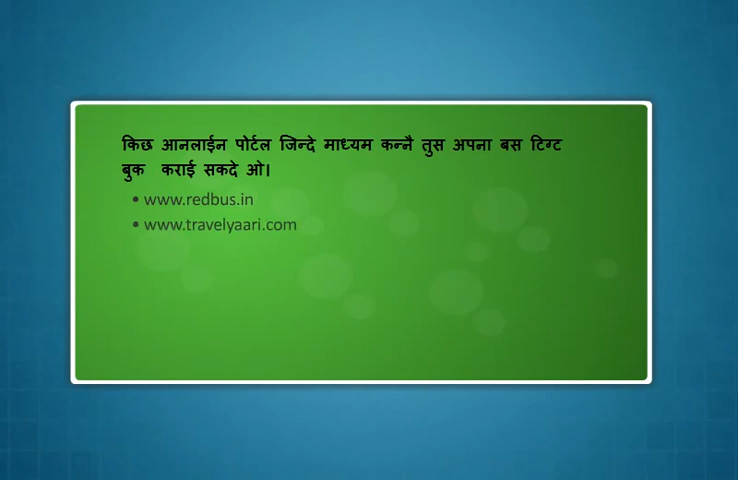 किछ आनलाईन पोर्टल जिन्दे माध्यम कन्नै तुस अपना बस टिग्ट
बुक कराई सकदे ओ।
• www.redbus.in
• www.travelyaari.com